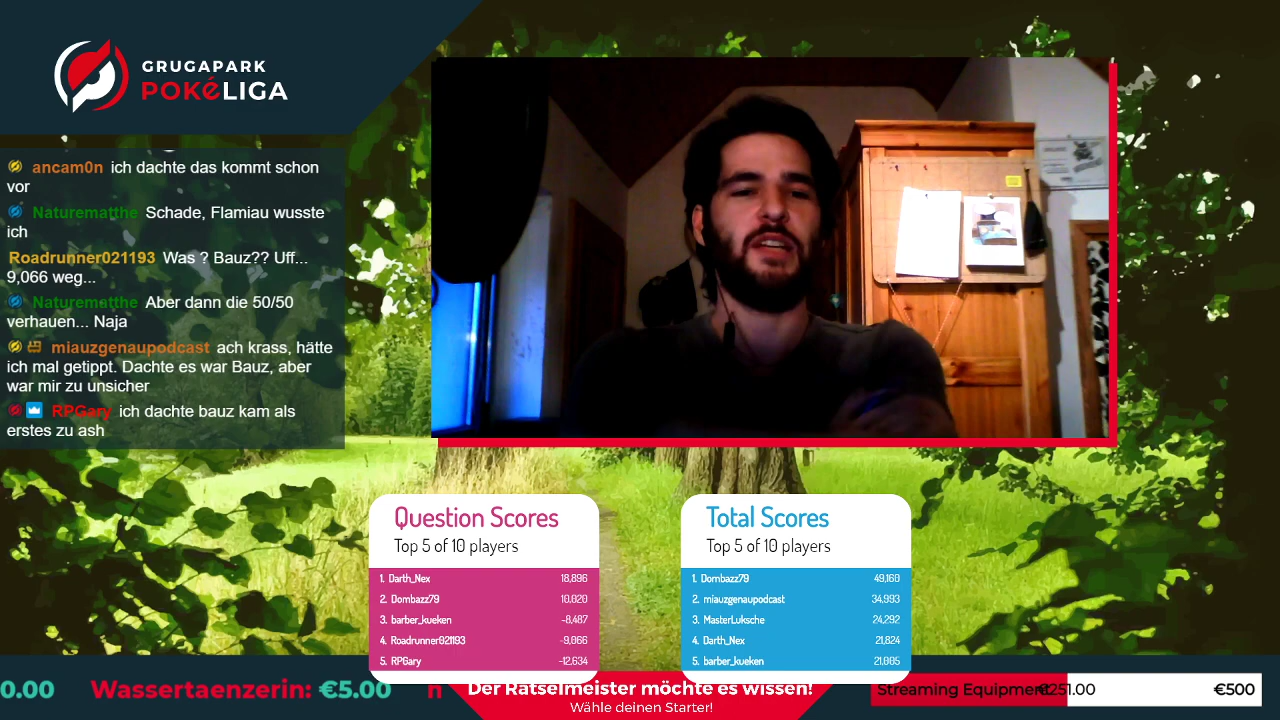 GRUGAPARK
POKéLIGA
ancam0n ich dachte das kommt schon
vor
Naturematthe Schade, Flamiau wusste
ich
Roadrunner021193 Was ? Bauz?? Uff...
9,066 weg...
Naturematthe Aber dann die 50/50
verhauen... Naja
miauzgenaupodcast ach krass, hätte
ich mal getippt. Dachte es war Bauz, aber
war mir zu unsicher
RPGary ich dachte bauz kam als
erstes zu ash
Question Scores
Top 5 of 10 players
1. Darth_Nex 18,896
2. Dombazz79 10,020
3. barber_kueken -8,487
4. Roadrunner021193 -9,066
5. RPGary -12,634
Total Scores
Top 5 of 10 players
1. Dombazz79 49,160
2. miauzgenaupodcast 34,993
3. MasterLuksche 24,292
4. Darth_Nex 21,824
5. barber_kueken 21,005
0.00 Wassertaenzerin: €5.00 n
Der Rätselmeister möchte es wissen!
Wähle deinen Starter!
Streaming Equipment €251.00 €500